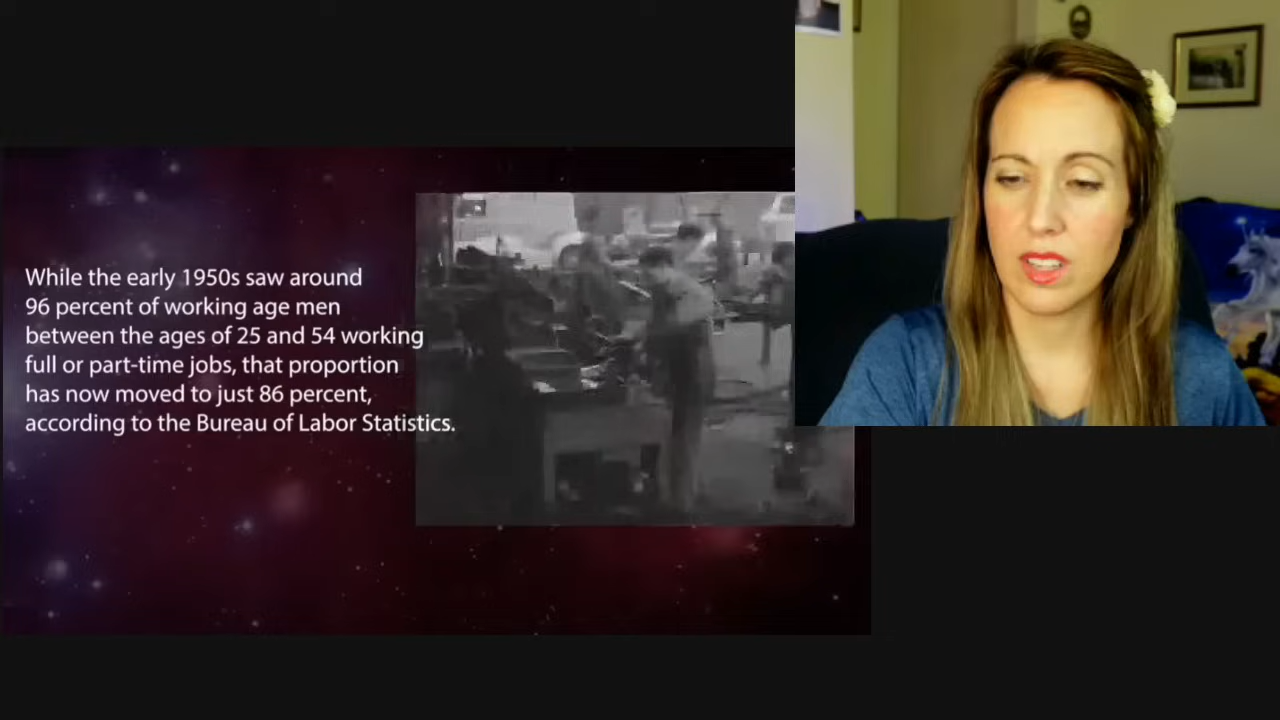 While the early 1950s saw around
96 percent of working age men
between the ages of 25 and 54 working
full or part-time jobs, that proportion
has now moved to just 86 percent,
according to the Bureau of Labor Statistics.